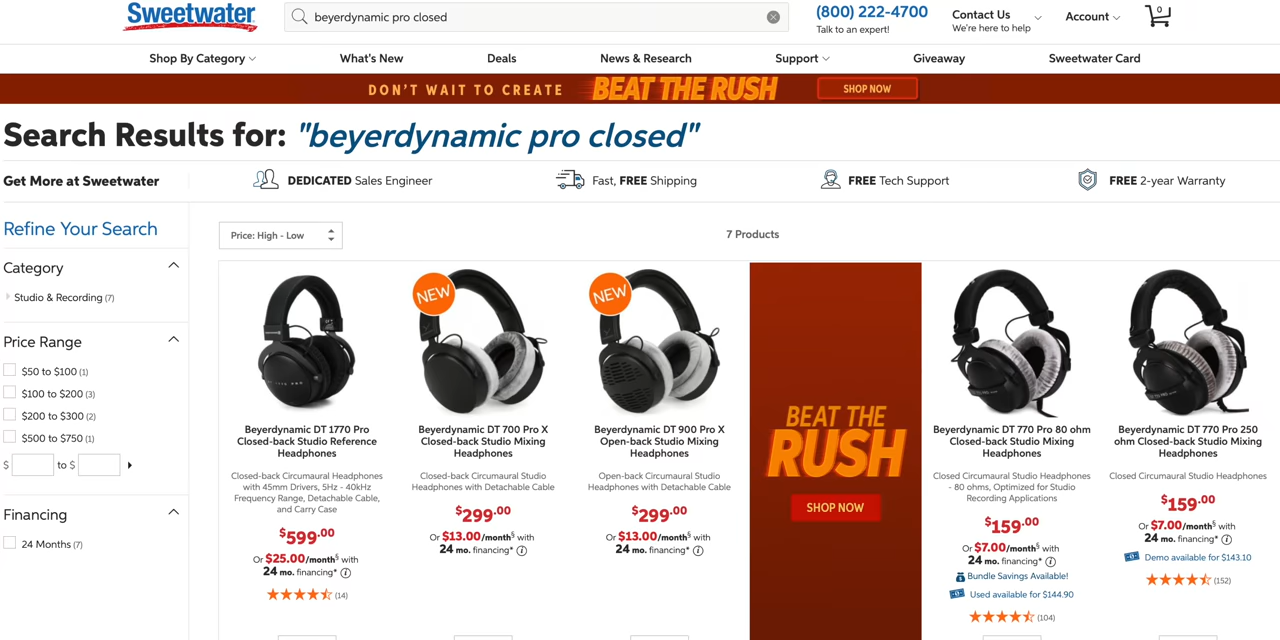 Sweetwater
beyerdynamic pro closed
(800) 222-4700
Talk to an expert!
Contact Us
We're here to help
Account
0
Shop By Category
What's New
Deals
News & Research
Support
Giveaway
Sweetwater Card
DON'T WAIT TO CREATE BEAT THE RUSH SHOP NOW
Search Results for: "beyerdynamic pro closed"
Get More at Sweetwater
DEDICATED Sales Engineer
Fast, FREE Shipping
FREE Tech Support
FREE 2-year Warranty
Refine Your Search
Category
Studio & Recording (7)
Price Range
$50 to $100 (1)
$100 to $200 (3)
$200 to $300 (2)
$500 to $750 (1)
$ to $
Financing
24 Months (7)
Price: High - Low
7 Products
Beyerdynamic DT 1770 Pro
Closed-back Studio Reference
Headphones
Closed-back Circumaural Headphones
with 45mm Drivers, 5Hz - 40kHz
Frequency Range, Detachable Cable,
and Carry Case
$599.00
Or $25.00/month§ with
24 mo. financing*
(14)
NEW
Beyerdynamic DT 700 Pro X
Closed-back Studio Mixing
Headphones
Closed-back Circumaural Studio
Headphones with Detachable Cable
$299.00
Or $13.00/month§ with
24 mo. financing*
NEW
Beyerdynamic DT 900 Pro X
Open-back Studio Mixing
Headphones
Open-back Circumaural Studio
Headphones with Detachable Cable
$299.00
Or $13.00/month§ with
24 mo. financing*
BEAT THE
RUSH
SHOP NOW
Beyerdynamic DT 770 Pro 80 ohm
Closed-back Studio Mixing
Headphones
Closed Circumaural Studio Headphones
- 80 ohms, Optimized for Studio
Recording Applications
$159.00
Or $7.00/month§ with
24 mo. financing*
Bundle Savings Available!
Used available for $144.90
(104)
Beyerdynamic DT 770 Pro 250
ohm Closed-back Studio Mixing
Headphones
Closed Circumaural Studio Headphones
$159.00
Or $7.00/month§ with
24 mo. financing*
Demo available for $143.10
(152)